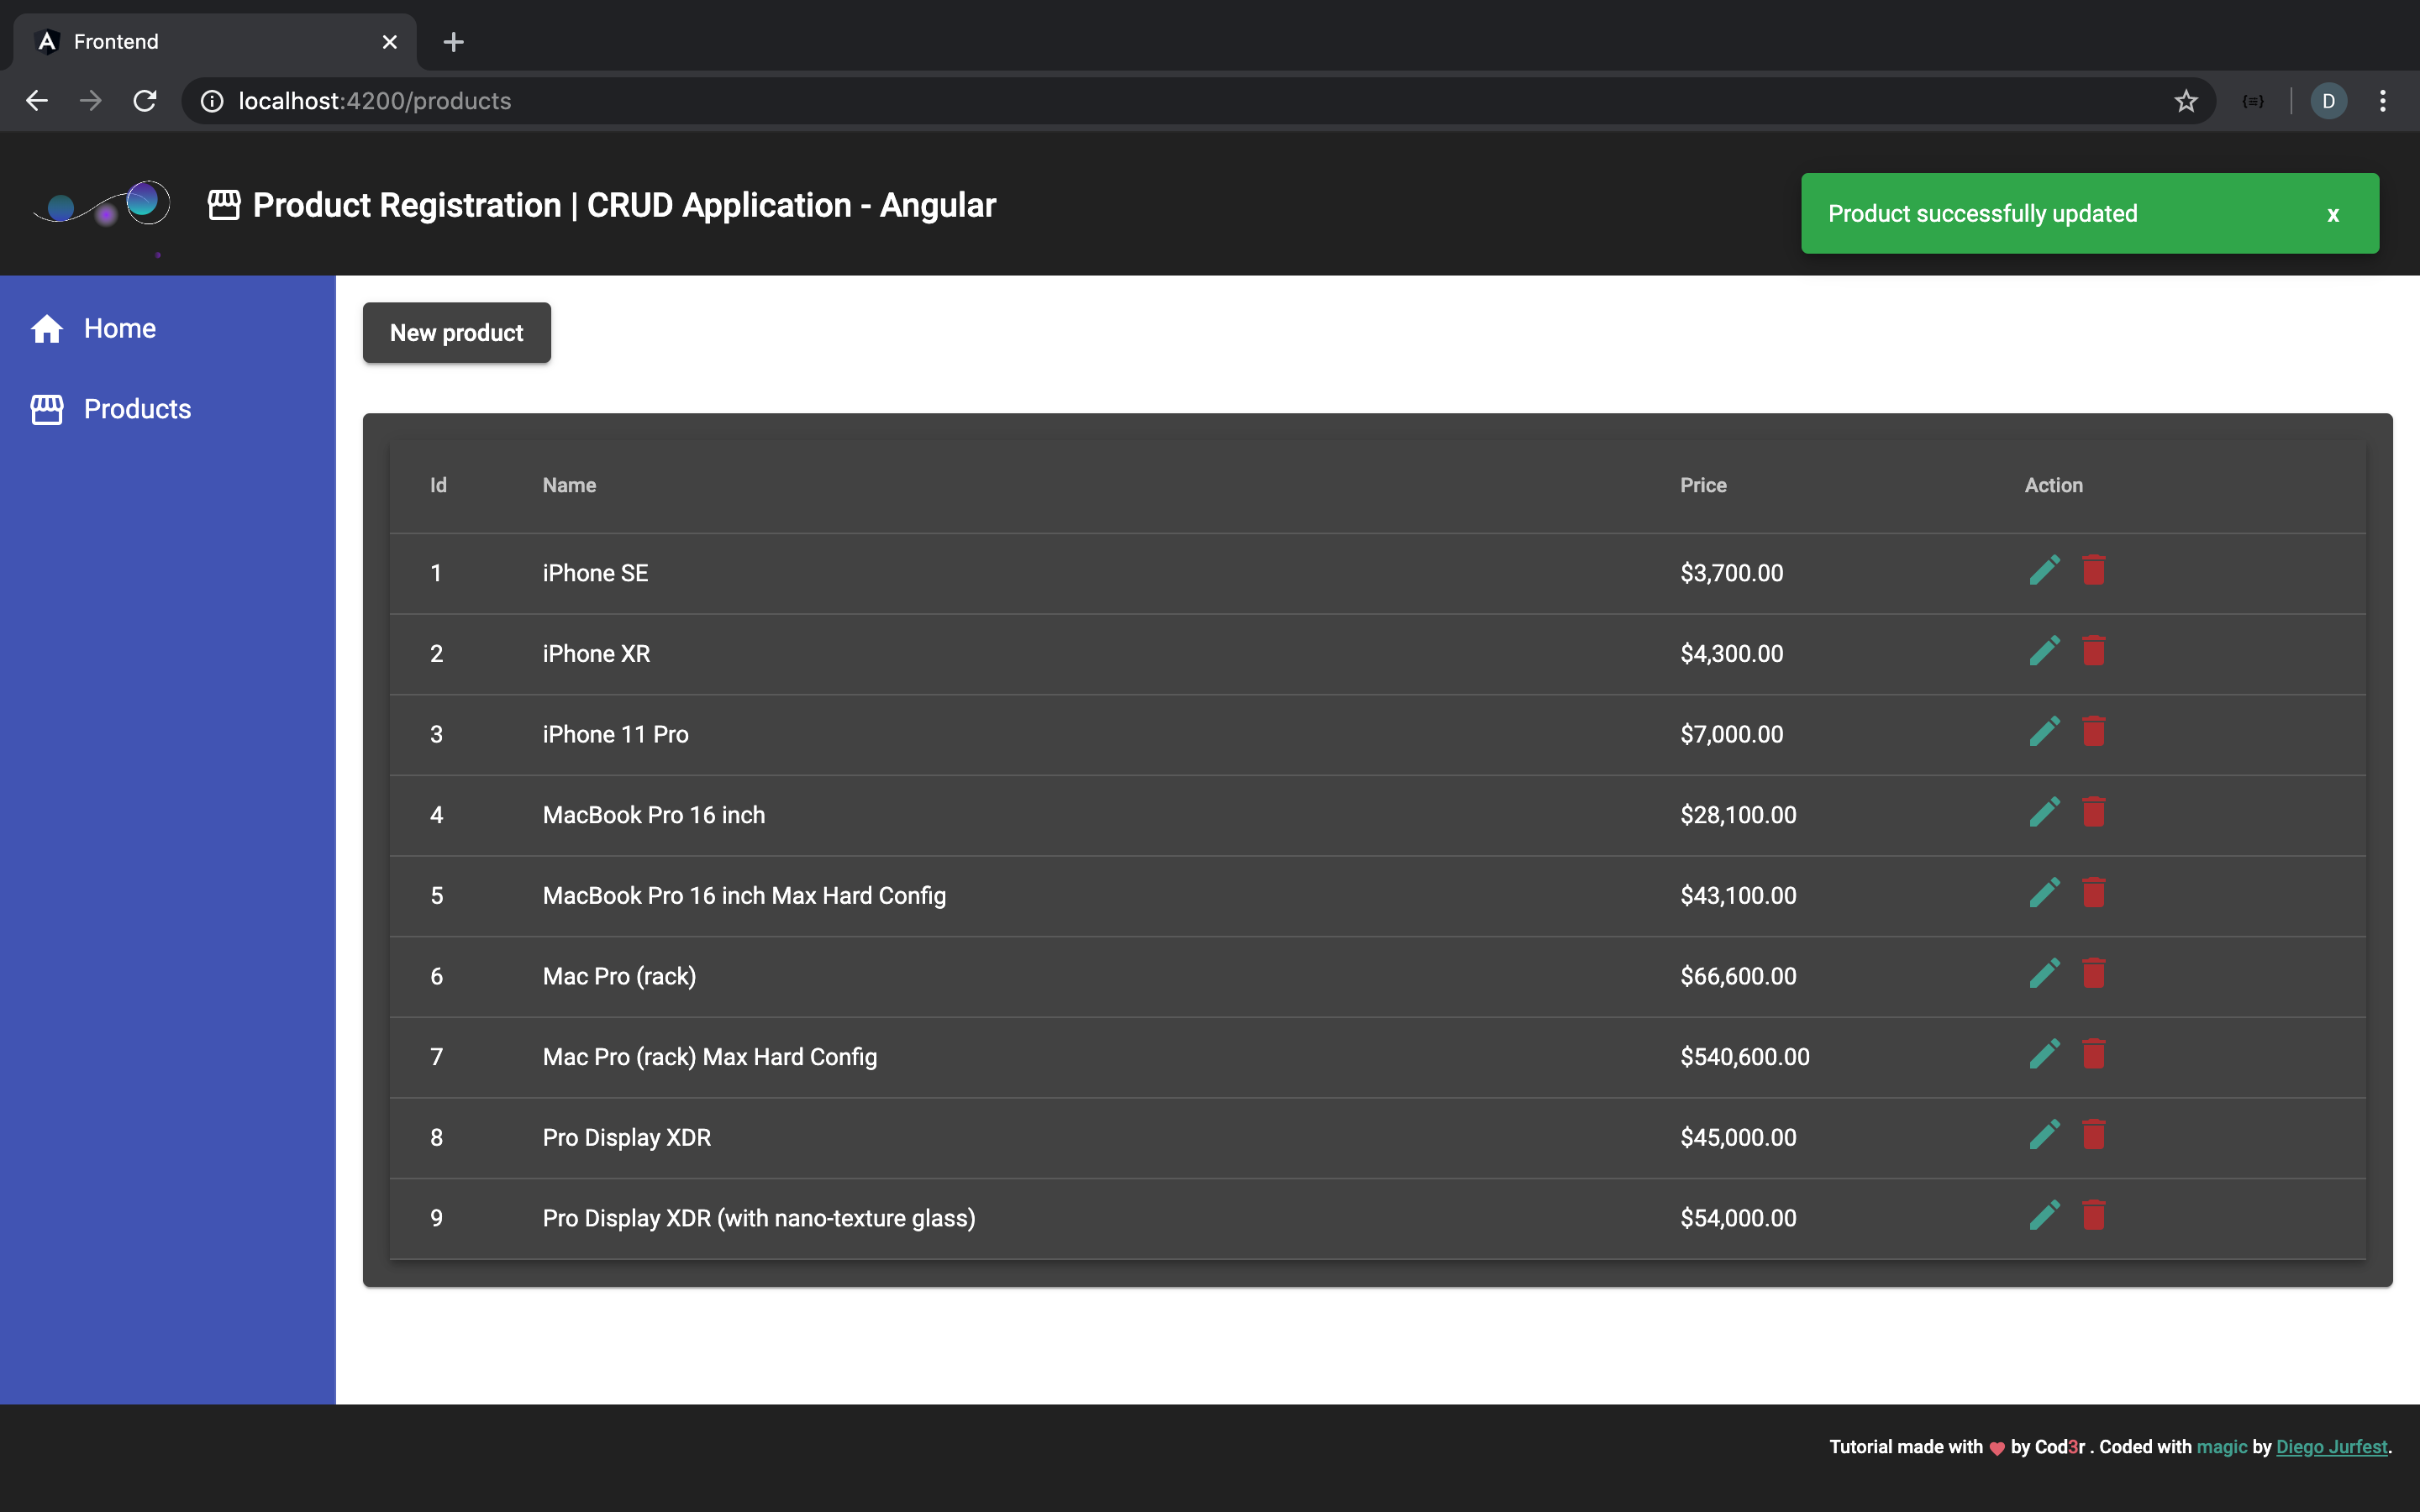 Frontend
localhost:4200/products
D
Product Registration | CRUD Application - Angular
Product successfully updated x
Home
Products
New product
Id Name Price Action
1 iPhone SE $3,700.00
2 iPhone XR $4,300.00
3 iPhone 11 Pro $7,000.00
4 MacBook Pro 16 inch $28,100.00
5 MacBook Pro 16 inch Max Hard Config $43,100.00
6 Mac Pro (rack) $66,600.00
7 Mac Pro (rack) Max Hard Config $540,600.00
8 Pro Display XDR $45,000.00
9 Pro Display XDR (with nano-texture glass) $54,000.00
Tutorial made with ♥ by Cod3r . Coded with magic by Diego Jurfest.